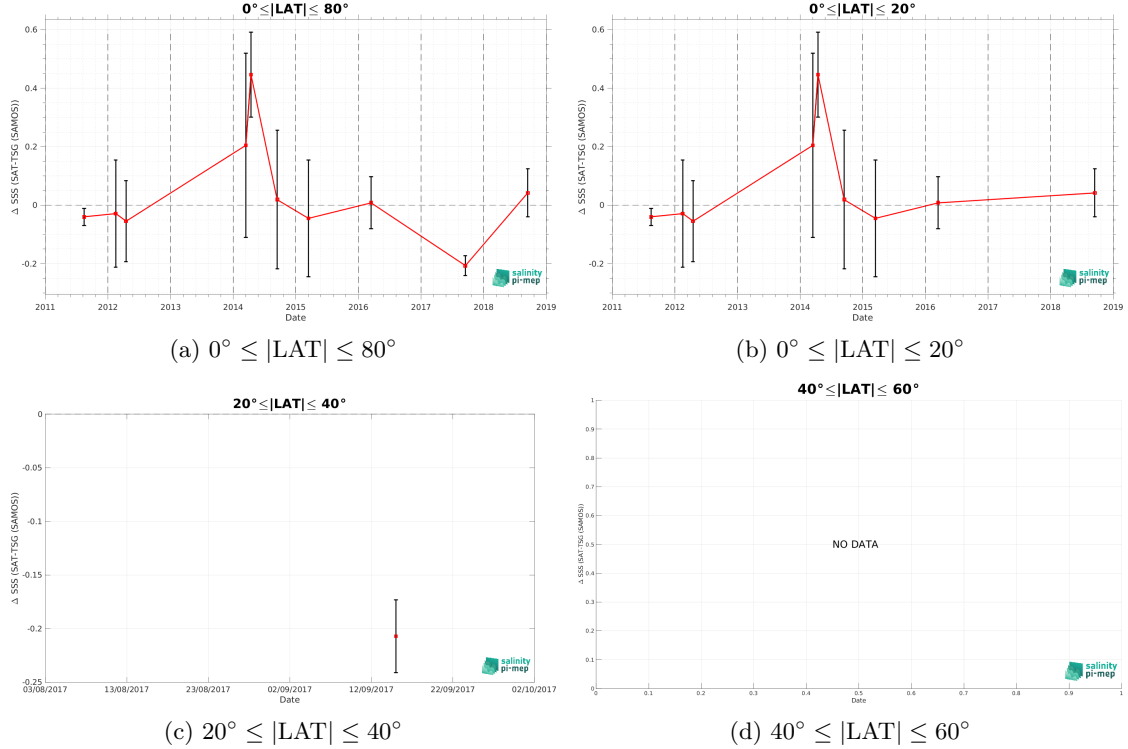 0°≤|LAT|≤ 80°
0.6
0.4
0.2
0
-0.2
Δ SSS (SAT-TSG (SAMOS))
2011 2012 2013 2014 2015 2016 2017 2018 2019
Date
salinity
pi-mep
(a) 0° ≤ |LAT| ≤ 80°
0°≤|LAT|≤ 20°
0.6
0.4
0.2
0
-0.2
Δ SSS (SAT-TSG (SAMOS))
2011 2012 2013 2014 2015 2016 2017 2018 2019
Date
salinity
pi-mep
(b) 0° ≤ |LAT| ≤ 20°
20°≤|LAT|≤ 40°
0
-0.05
-0.1
-0.15
-0.2
-0.25
Δ SSS (SAT-TSG (SAMOS))
03/08/2017 13/08/2017 23/08/2017 02/09/2017 12/09/2017 22/09/2017 02/10/2017
Date
salinity
pi-mep
(c) 20° ≤ |LAT| ≤ 40°
40°≤|LAT|≤ 60°
1
0.9
0.8
0.7
0.6
0.5
0.4
0.3
0.2
0.1
0
Δ SSS (SAT-TSG (SAMOS))
NO DATA
0 0.1 0.2 0.3 0.4 0.5 0.6 0.7 0.8 0.9 1
Date
salinity
pi-mep
(d) 40° ≤ |LAT| ≤ 60°